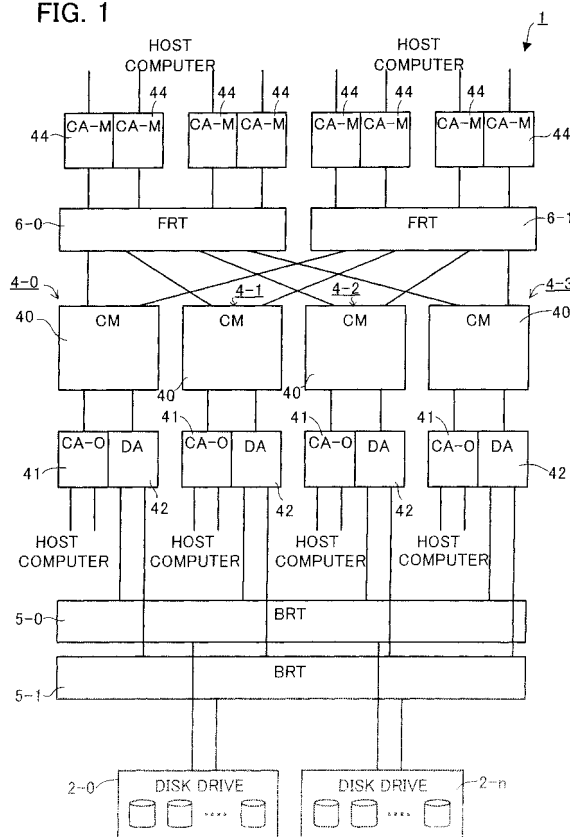 FIG. 1
1
HOST COMPUTER
HOST COMPUTER
44 44 44 44 44 44
CA-M CA-M CA-M CA-M CA-M CA-M CA-M CA-M
44 44
6-0 FRT FRT 6-1
4-0 4-1 4-2 4-3
CM CM CM CM
40 40 40 40
41 41 41
CA-O DA CA-O DA CA-O DA CA-O DA
41 42 42 42 42
HOST COMPUTER HOST COMPUTER HOST COMPUTER HOST COMPUTER
BRT
5-0
BRT
5-1
2-0 DISK DRIVE DISK DRIVE 2-n